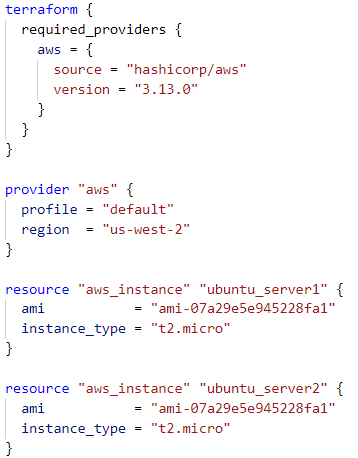 terraform {
  required_providers {
    aws = {
      source = "hashicorp/aws"
      version = "3.13.0"
    }
  }
}

provider "aws" {
  profile = "default"
  region  = "us-west-2"
}

resource "aws_instance" "ubuntu_server1" {
  ami           = "ami-07a29e5e945228fa1"
  instance_type = "t2.micro"
}

resource "aws_instance" "ubuntu_server2" {
  ami           = "ami-07a29e5e945228fa1"
  instance_type = "t2.micro"
}